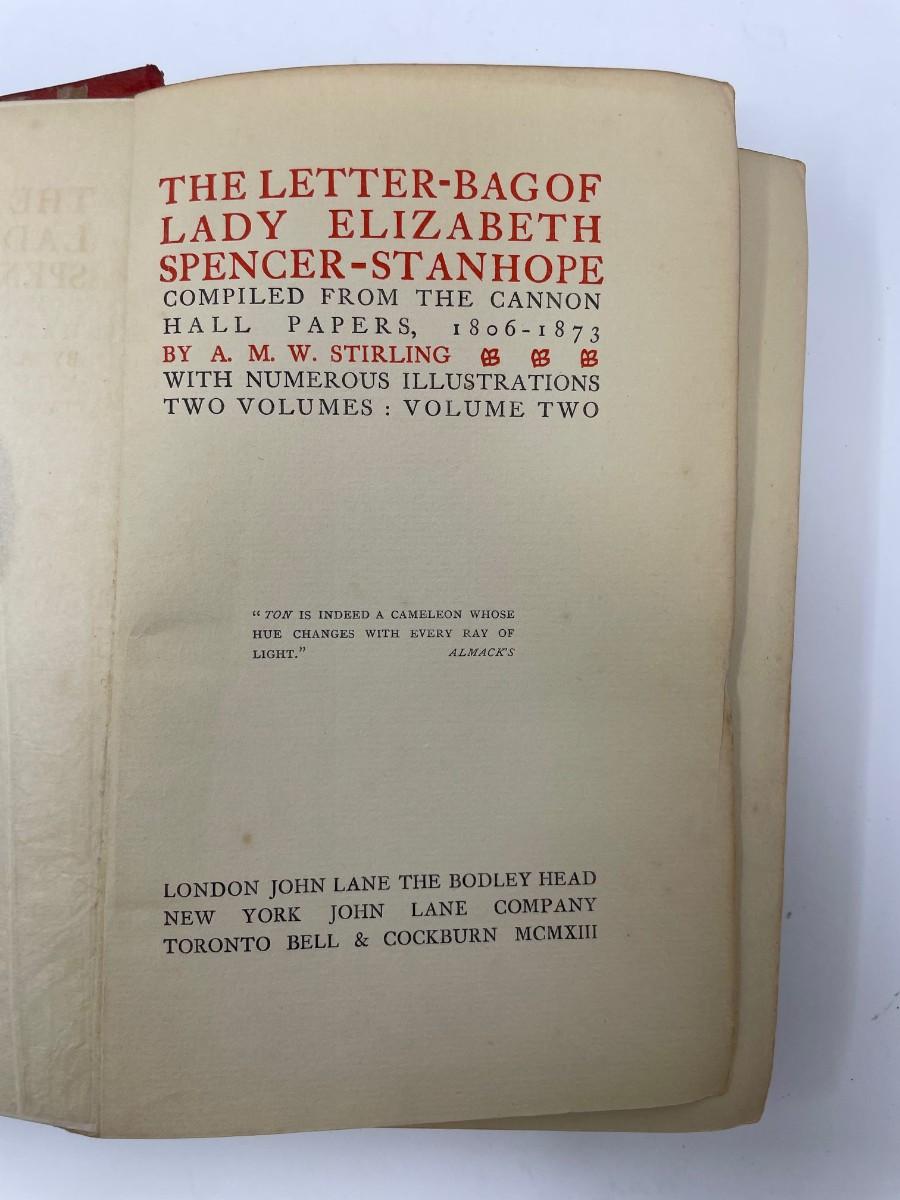 THE LETTER-BAG OF
LADY ELIZABETH
SPENCER-STANHOPE
COMPILED FROM THE CANNON
HALL PAPERS, 1806-1873
BY A. M. W. STIRLING
WITH NUMEROUS ILLUSTRATIONS
TWO VOLUMES : VOLUME TWO
"TON IS INDEED A CAMELEON WHOSE
HUE CHANGES WITH EVERY RAY OF
LIGHT." ALMACK'S
LONDON JOHN LANE THE BODLEY HEAD
NEW YORK JOHN LANE COMPANY
TORONTO BELL & COCKBURN MCMXIII